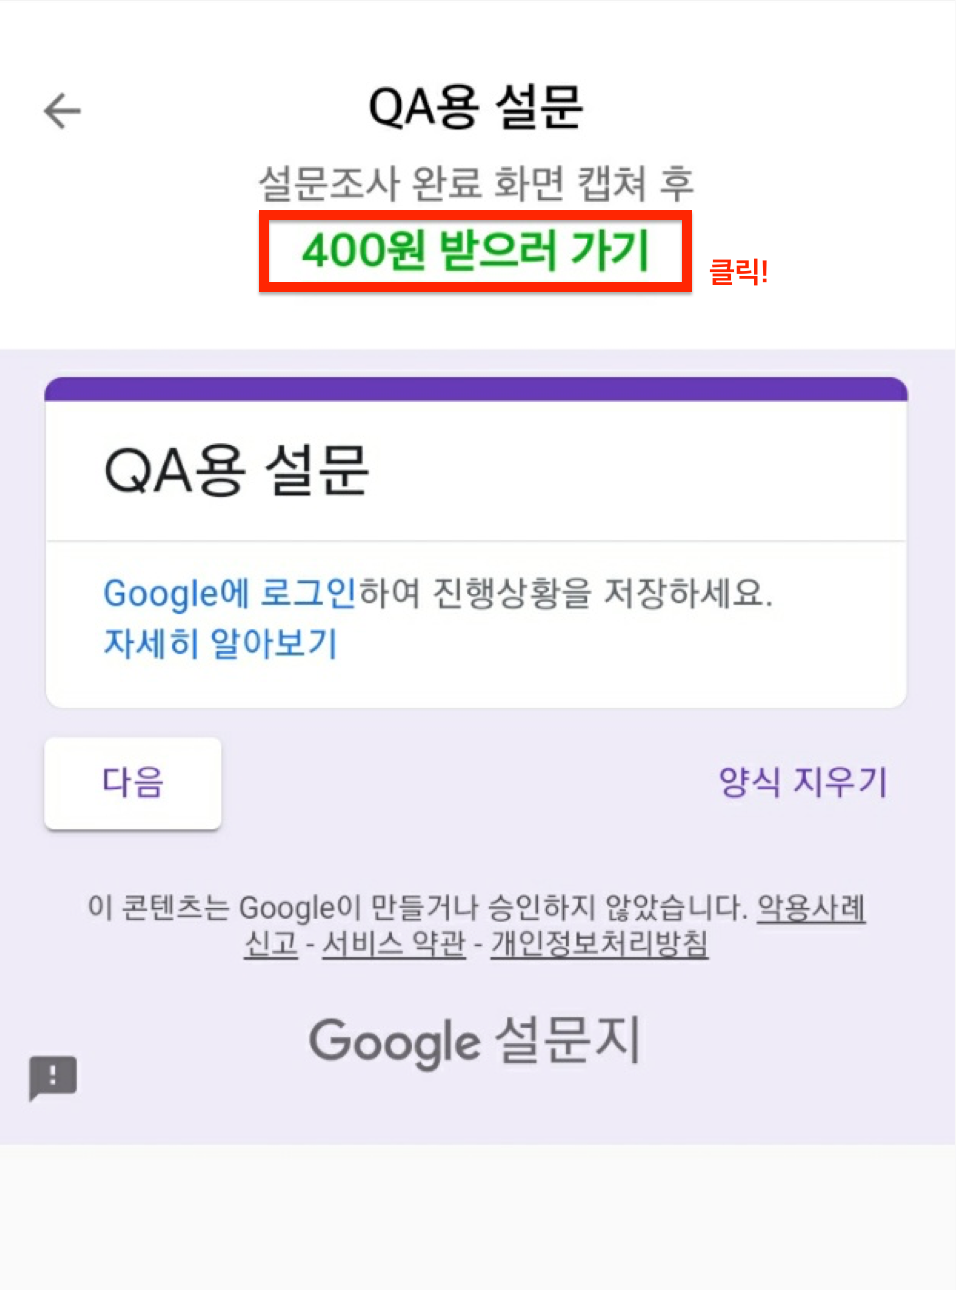 QA용 설문
설문조사 완료 화면 캡쳐 후
400원 받으러 가기
클릭!
QA용 설문
Google에 로그인하여 진행상황을 저장하세요.
자세히 알아보기
다음
양식 지우기
이 콘텐츠는 Google이 만들거나 승인하지 않았습니다. 악용사례
신고 - 서비스 약관 - 개인정보처리방침
Google 설문지